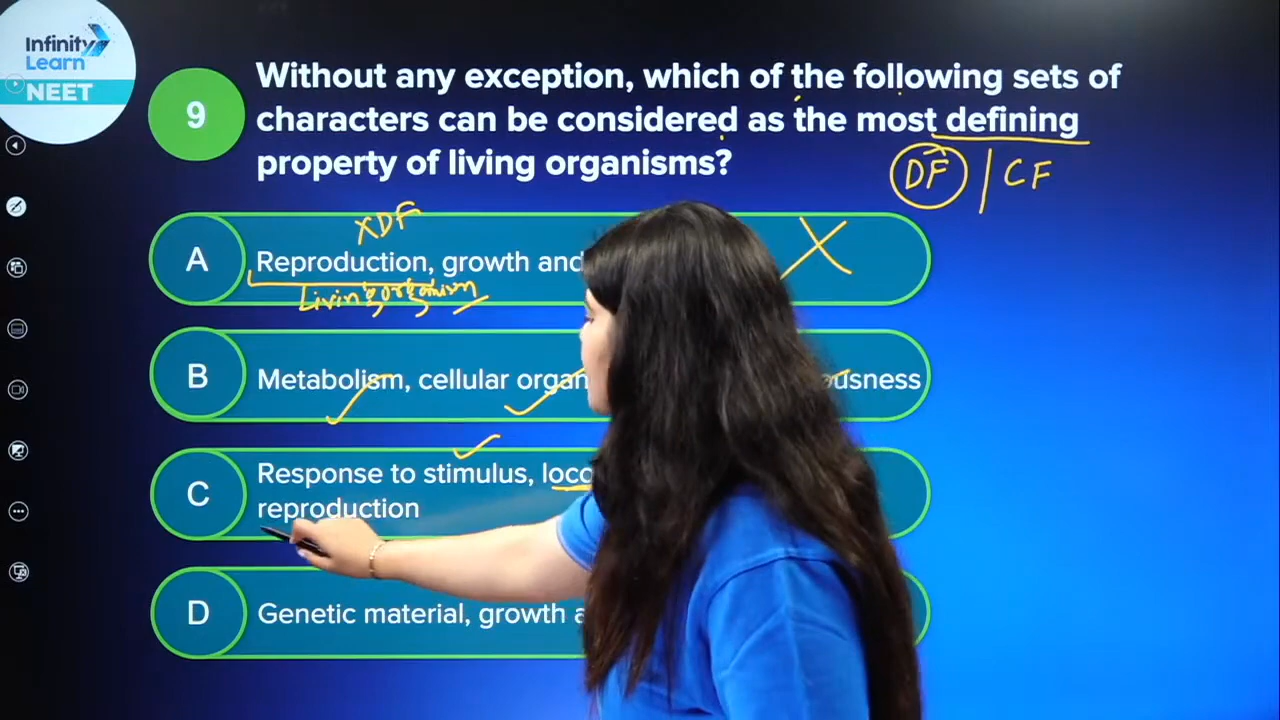 Infinity
Learn
NEET
9
Without any exception, which of the following sets of
characters can be considered as the most defining
property of living organisms?
DF / CF
XDF
A
Reproduction, growth and
X
Living organism
B
Metabolism, cellular organ
ousness
C
Response to stimulus, loco
reproduction
D
Genetic material, growth a